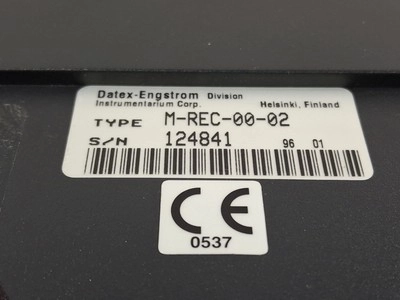 Datex-Engstrom Division
Instrumentarium Corp. Helsinki, Finland
TYPE M-REC-00-02
S/N 124841 96 01
CE
0537